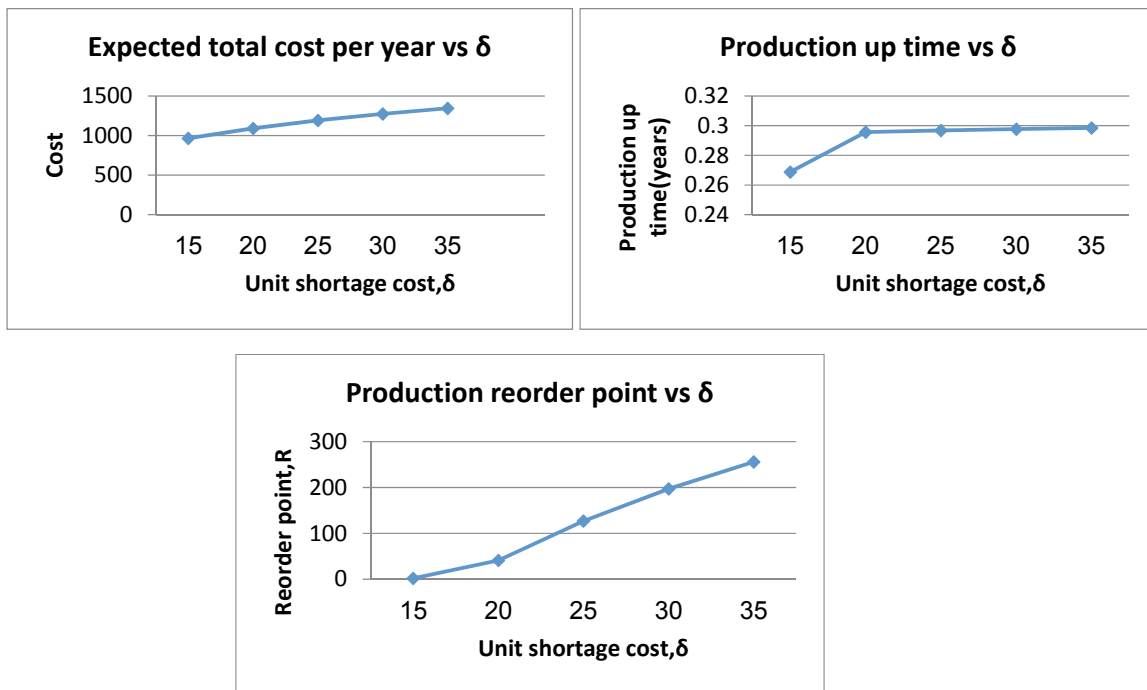 Expected total cost per year vs δ
1500
1000
500
0
Cost
15 20 25 30 35
Unit shortage cost,δ
Production up time vs δ
0.32
0.3
0.28
0.26
0.24
Production up
time(years)
15 20 25 30 35
Unit shortage cost,δ
Production reorder point vs δ
300
200
100
0
Reorder point,R
15 20 25 30 35
Unit shortage cost,δ